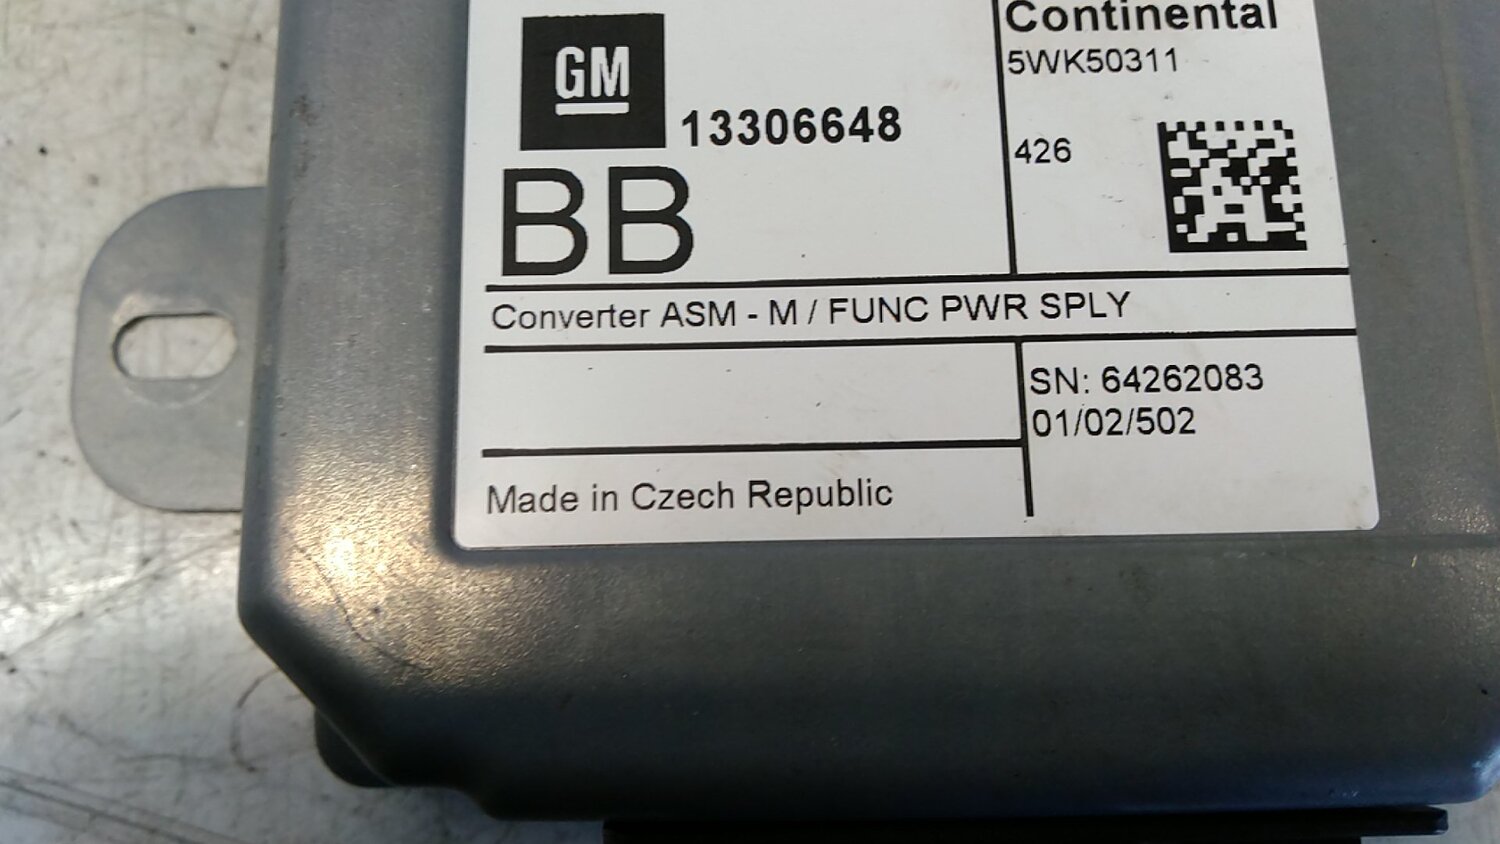 GM
13306648
BB
Continental
5WK50311
426
Converter ASM - M / FUNC PWR SPLY
SN: 64262083
01/02/502
Made in Czech Republic